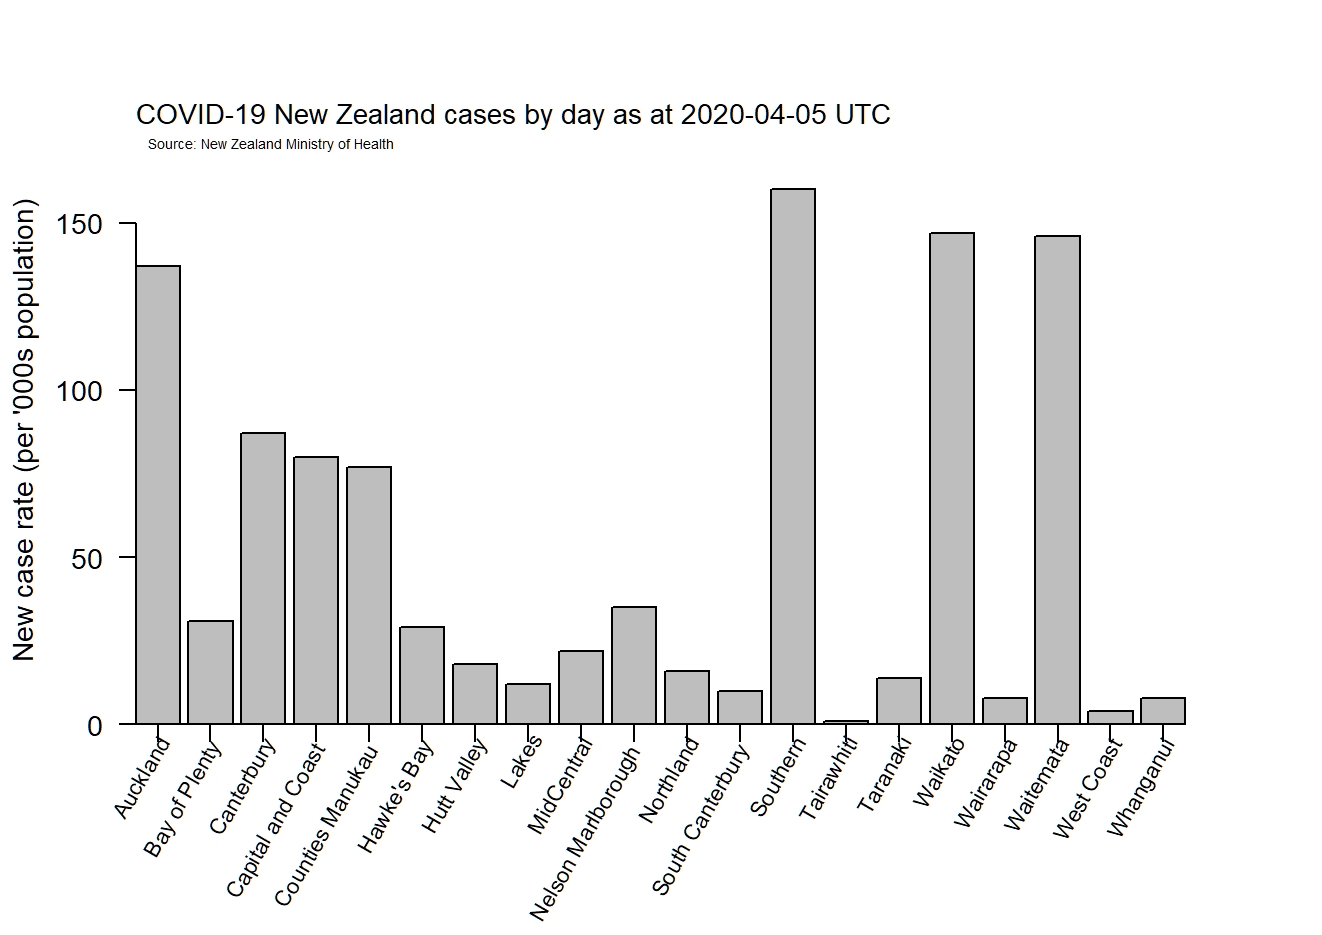 COVID-19 New Zealand cases by day as at 2020-04-05 UTC
Source: New Zealand Ministry of Health
New case rate (per '000s population)
150
100
50
0
Auckland
Bay of Plenty
Canterbury
Capital and Coast
Counties Manukau
Hawke's Bay
Hutt Valley
Lakes
MidCentral
Nelson Marlborough
Northland
South Canterbury
Southern
Tairawhiti
Taranaki
Waikato
Wairarapa
Waitemata
West Coast
Whanganui